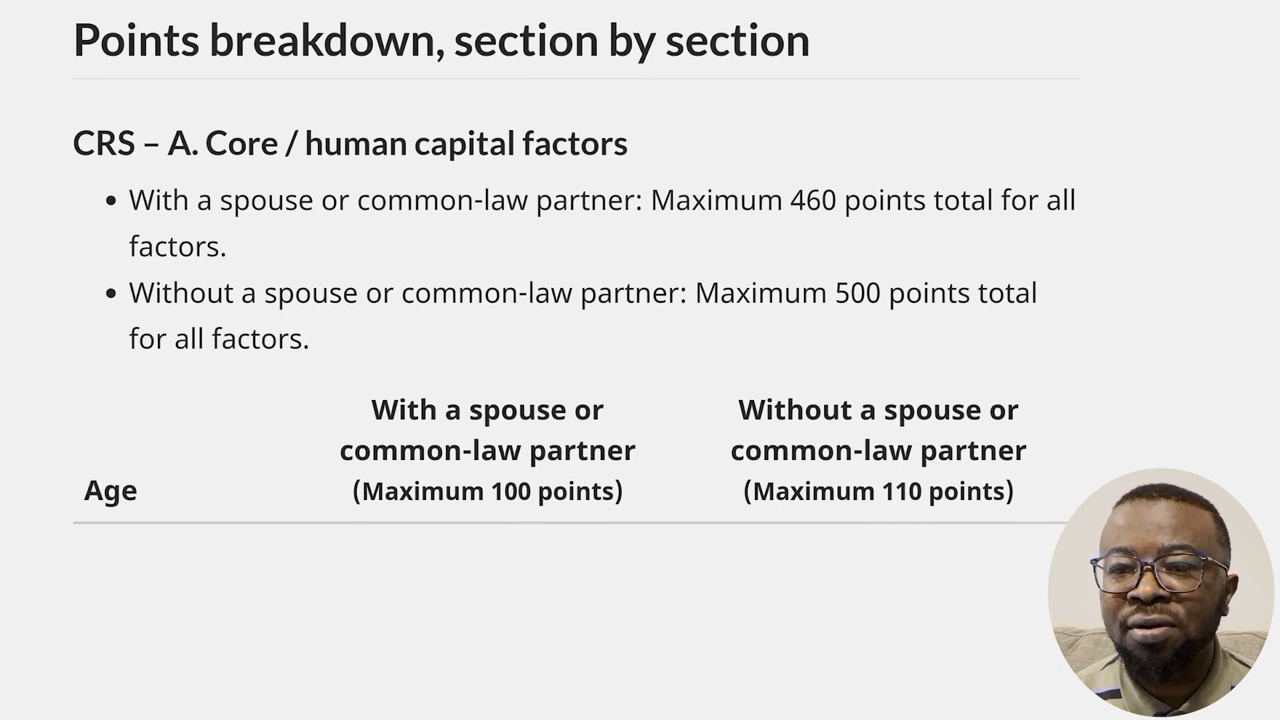 Points breakdown, section by section
CRS – A. Core / human capital factors
• With a spouse or common-law partner: Maximum 460 points total for all
factors.
• Without a spouse or common-law partner: Maximum 500 points total
for all factors.
With a spouse or
common-law partner
(Maximum 100 points)
Without a spouse or
common-law partner
(Maximum 110 points)
Age